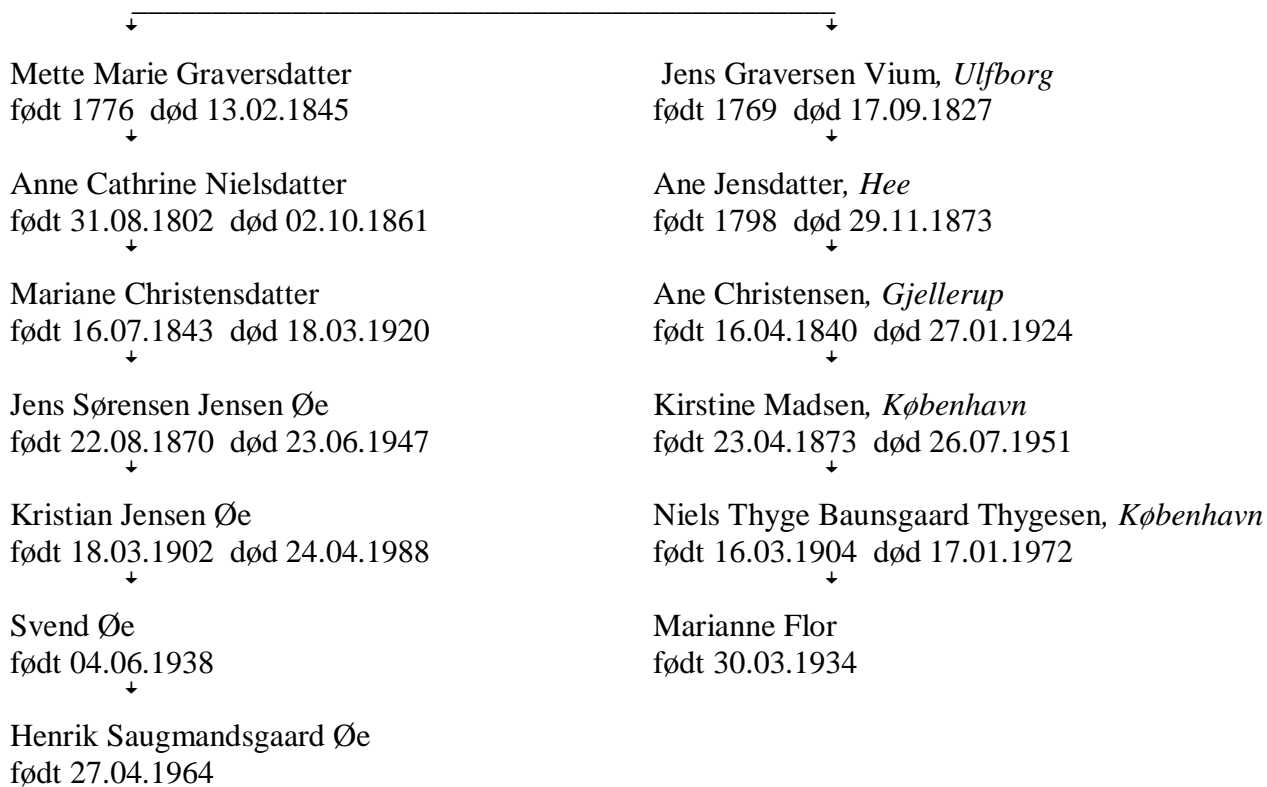 Mette Marie Graversdatter
født 1776 død 13.02.1845
Jens Graversen Vium, Ulfborg
født 1769 død 17.09.1827
Anne Cathrine Nielsdatter
født 31.08.1802 død 02.10.1861
Ane Jensdatter, Hee
født 1798 død 29.11.1873
Mariane Christensdatter
født 16.07.1843 død 18.03.1920
Ane Christensen, Gjellerup
født 16.04.1840 død 27.01.1924
Jens Sørensen Jensen Øe
født 22.08.1870 død 23.06.1947
Kirstine Madsen, København
født 23.04.1873 død 26.07.1951
Kristian Jensen Øe
født 18.03.1902 død 24.04.1988
Niels Thyge Baunsgaard Thygesen, København
født 16.03.1904 død 17.01.1972
Svend Øe
født 04.06.1938
Marianne Flor
født 30.03.1934
Henrik Saugmandsgaard Øe
født 27.04.1964